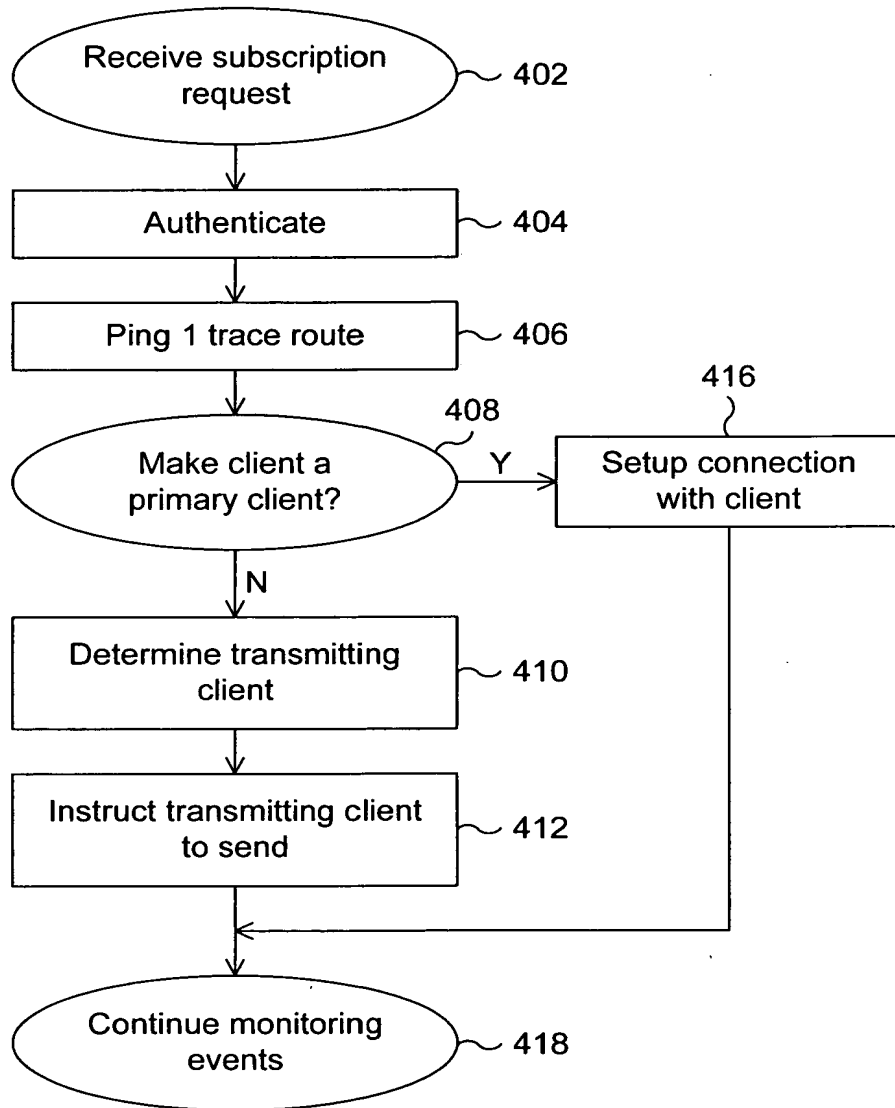 Receive subscription
request
402
Authenticate
404
Ping 1 trace route
406
408
Make client a
primary client?
Y
416
Setup connection
with client
N
Determine transmitting
client
410
Instruct transmitting client
to send
412
Continue monitoring
events
418